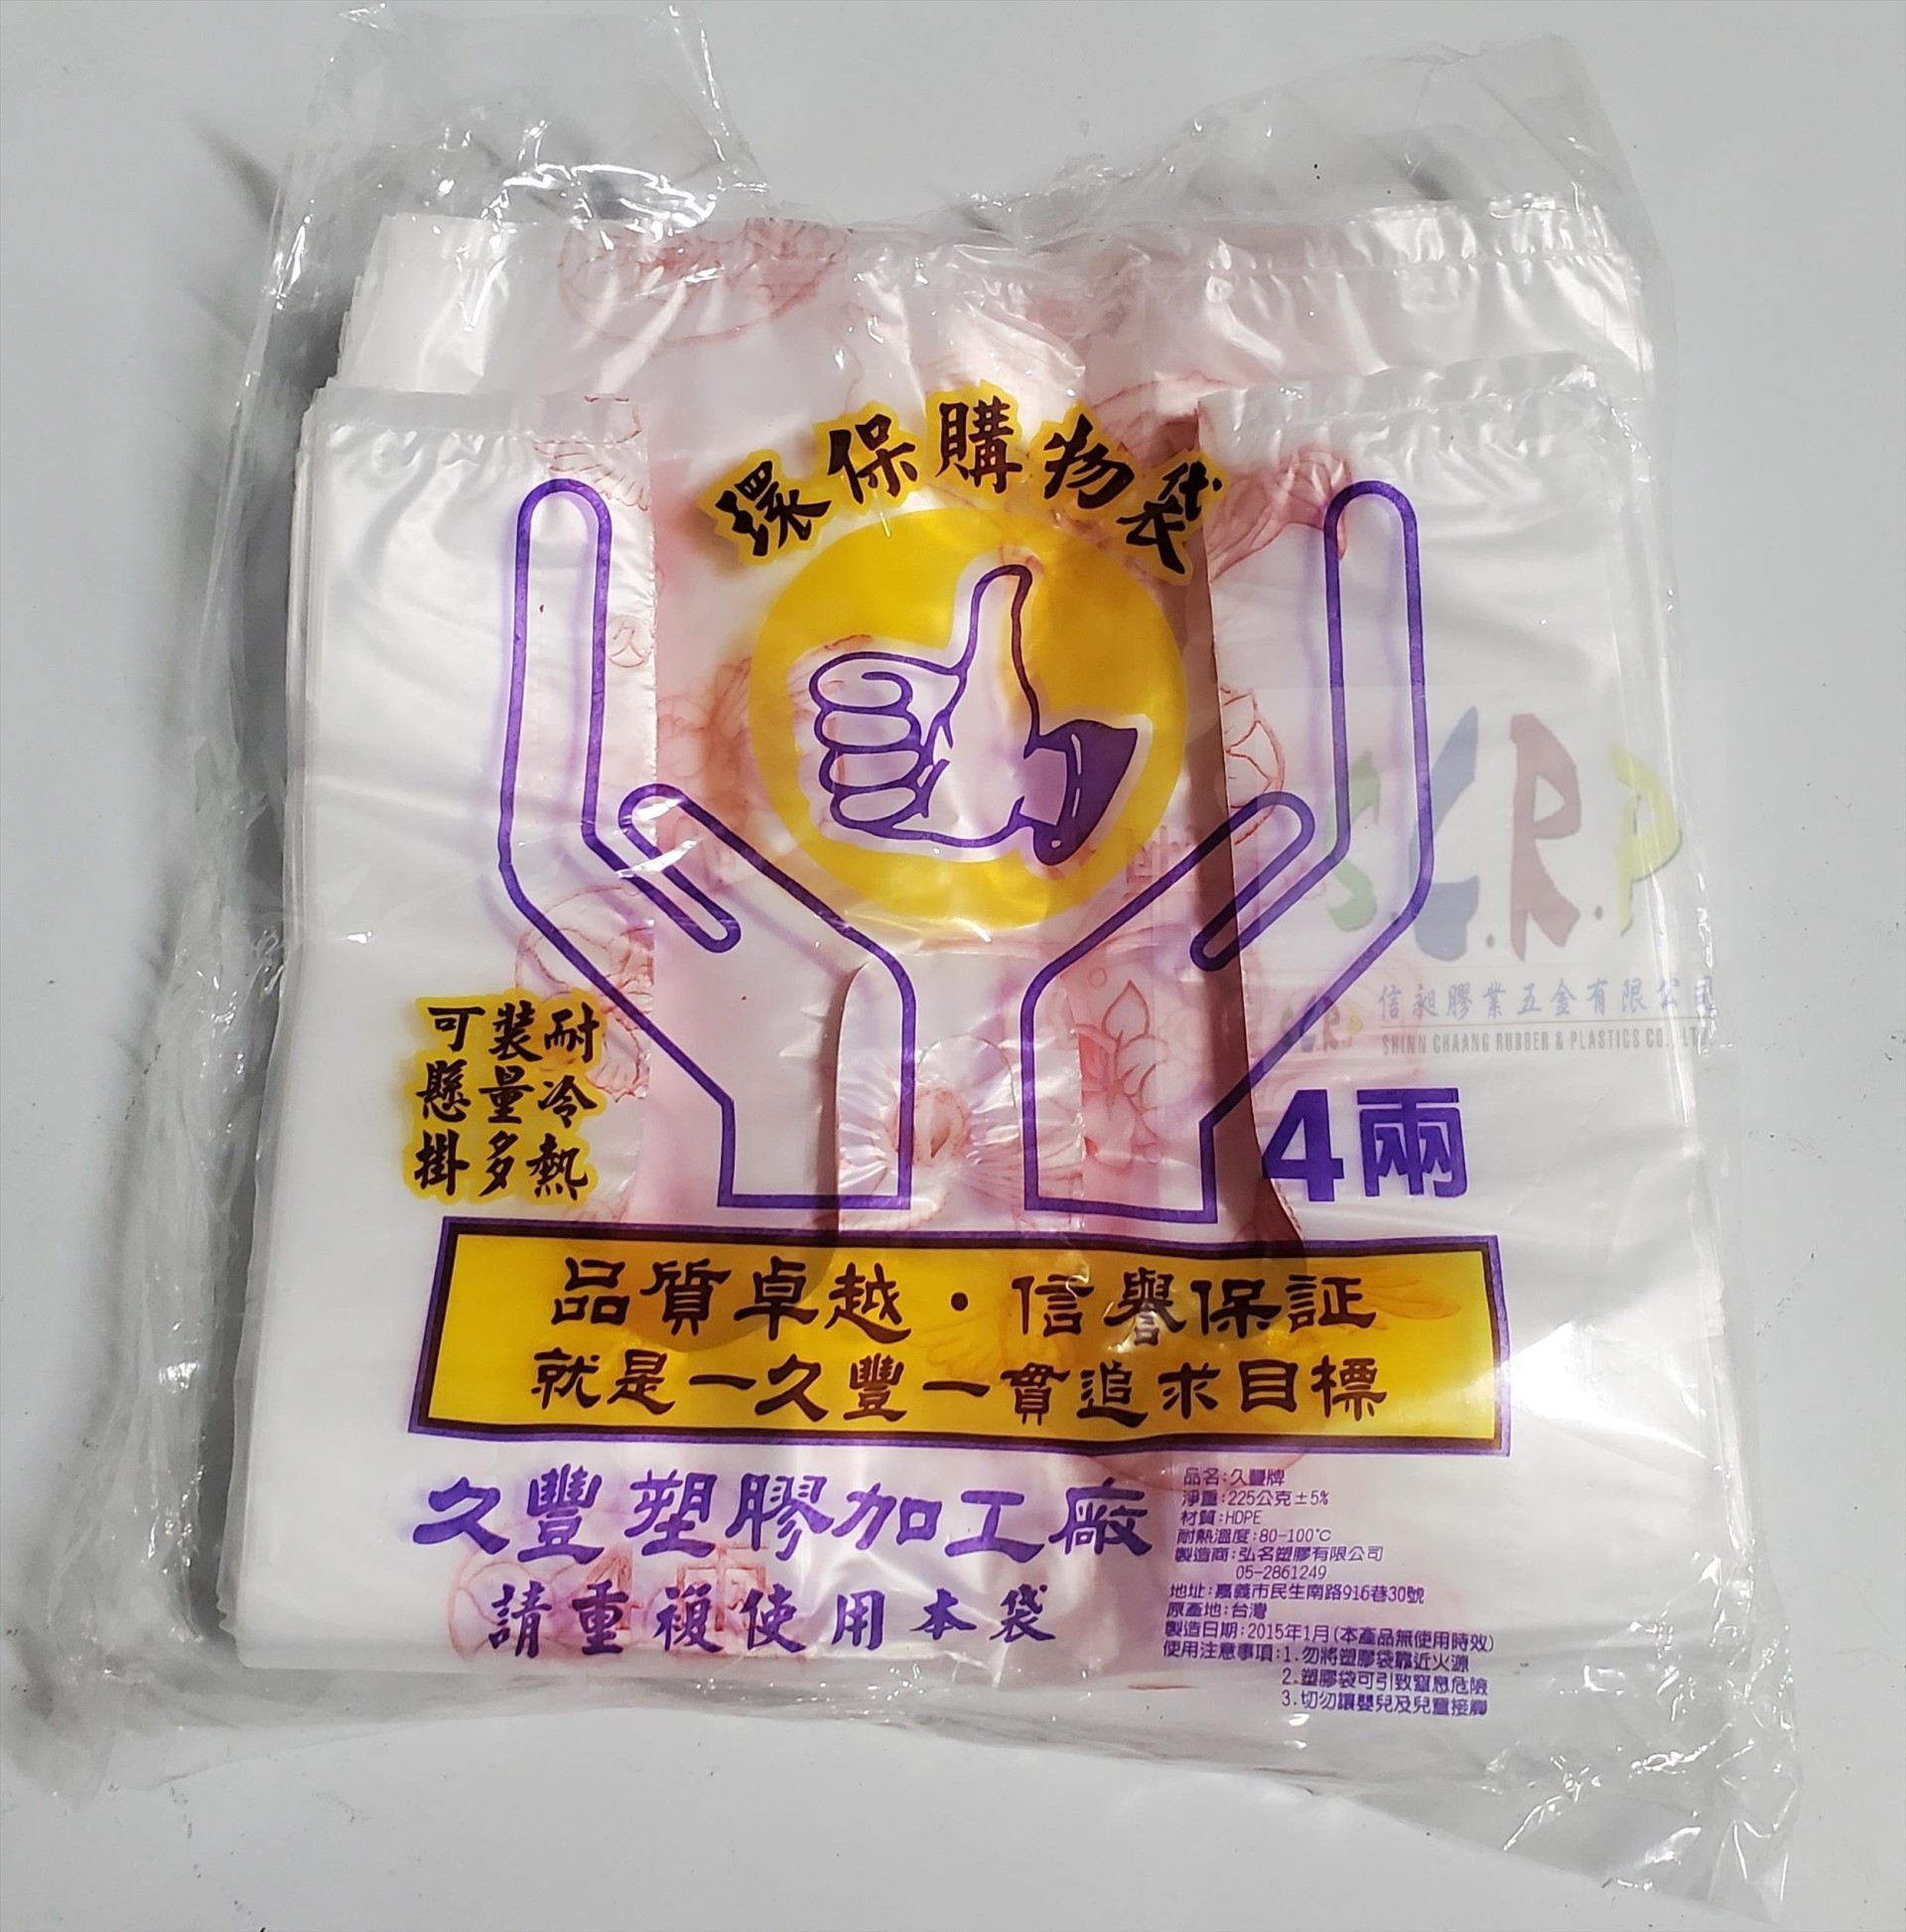 環保購物袋
久
信昶膠業五金有限公司
SHINN CHAANG RUBBER & PLASTICS CO., LTD
耐冷熱
裝量多
可懸掛
4兩
品質卓越・信譽保証
就是一久豐一貫追求目標
久豐塑膠加工廠
請重複使用本袋
品名:久豐牌
淨重:225公克±5%
材質:HDPE
耐熱溫度:80-100℃
製造商:弘名塑膠有限公司
05-2861249
地址:嘉義市民生南路916巷30號
原產地:台灣
製造日期:2015年1月(本產品無使用時效)
使用注意事項:1.勿將塑膠袋靠近火源
2.塑膠袋可引致窒息危險
3.切勿讓嬰兒及兒童接觸